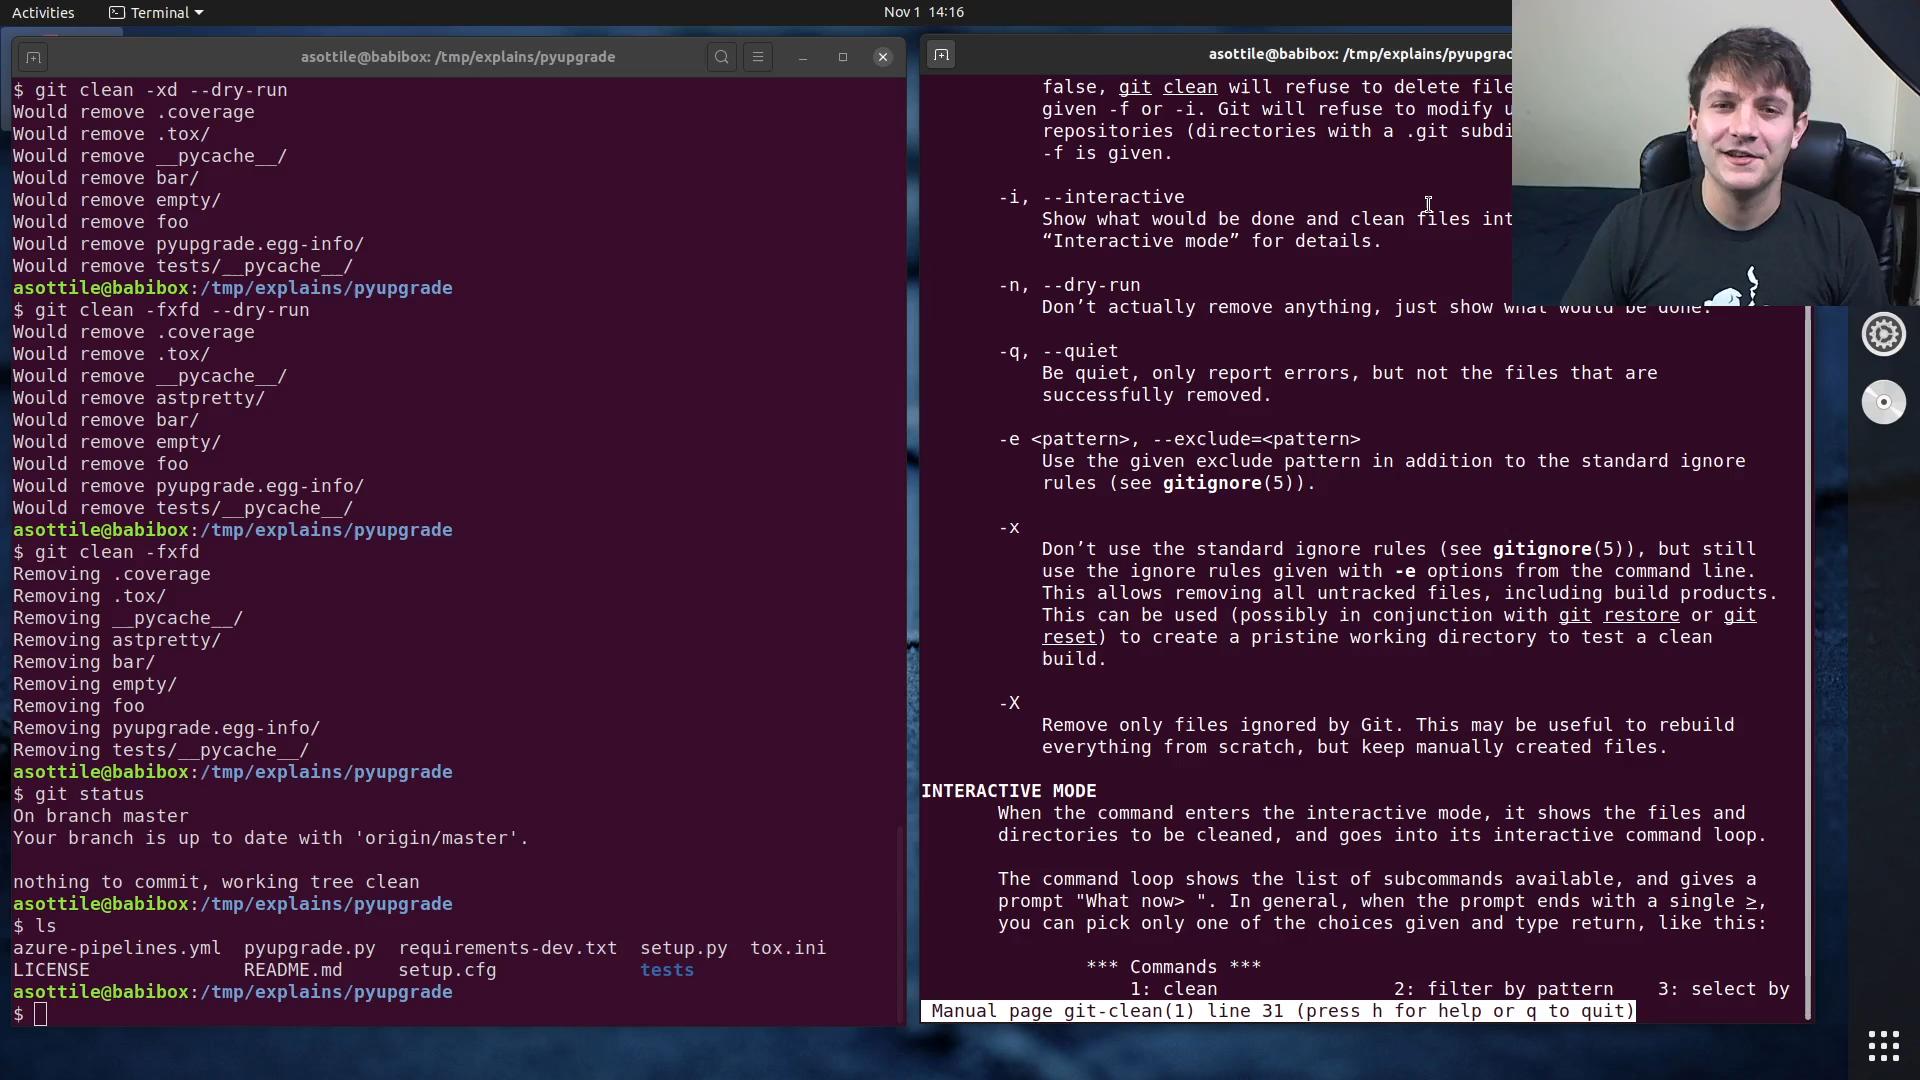 Activities
Terminal
Nov 1 14:16
asottile@babibox: /tmp/explains/pyupgrade
$ git clean -xd --dry-run
Would remove .coverage
Would remove .tox/
Would remove __pycache__/
Would remove bar/
Would remove empty/
Would remove foo
Would remove pyupgrade.egg-info/
Would remove tests/__pycache__/
asottile@babibox:/tmp/explains/pyupgrade
$ git clean -fxfd --dry-run
Would remove .coverage
Would remove .tox/
Would remove __pycache__/
Would remove astpretty/
Would remove bar/
Would remove empty/
Would remove foo
Would remove pyupgrade.egg-info/
Would remove tests/__pycache__/
asottile@babibox:/tmp/explains/pyupgrade
$ git clean -fxfd
Removing .coverage
Removing .tox/
Removing __pycache__/
Removing astpretty/
Removing bar/
Removing empty/
Removing foo
Removing pyupgrade.egg-info/
Removing tests/__pycache__/
asottile@babibox:/tmp/explains/pyupgrade
$ git status
On branch master
Your branch is up to date with 'origin/master'.
nothing to commit, working tree clean
asottile@babibox:/tmp/explains/pyupgrade
$ ls
azure-pipelines.yml pyupgrade.py requirements-dev.txt setup.py tox.ini
LICENSE README.md setup.cfg tests
asottile@babibox:/tmp/explains/pyupgrade
$
asottile@babibox: /tmp/explains/pyupgrad
false, git clean will refuse to delete file
given -f or -i. Git will refuse to modify u
repositories (directories with a .git subdi
-f is given.
-i, --interactive
Show what would be done and clean files int
“Interactive mode” for details.
-n, --dry-run
Don’t actually remove anything, just show what would be done.
-q, --quiet
Be quiet, only report errors, but not the files that are
successfully removed.
-e <pattern>, --exclude=<pattern>
Use the given exclude pattern in addition to the standard ignore
rules (see gitignore(5)).
-x
Don’t use the standard ignore rules (see gitignore(5)), but still
use the ignore rules given with -e options from the command line.
This allows removing all untracked files, including build products.
This can be used (possibly in conjunction with git restore or git
reset) to create a pristine working directory to test a clean
build.
-X
Remove only files ignored by Git. This may be useful to rebuild
everything from scratch, but keep manually created files.
INTERACTIVE MODE
When the command enters the interactive mode, it shows the files and
directories to be cleaned, and goes into its interactive command loop.
The command loop shows the list of subcommands available, and gives a
prompt "What now> ". In general, when the prompt ends with a single >,
you can pick only one of the choices given and type return, like this:
*** Commands ***
1: clean 2: filter by pattern 3: select by
Manual page git-clean(1) line 31 (press h for help or q to quit)